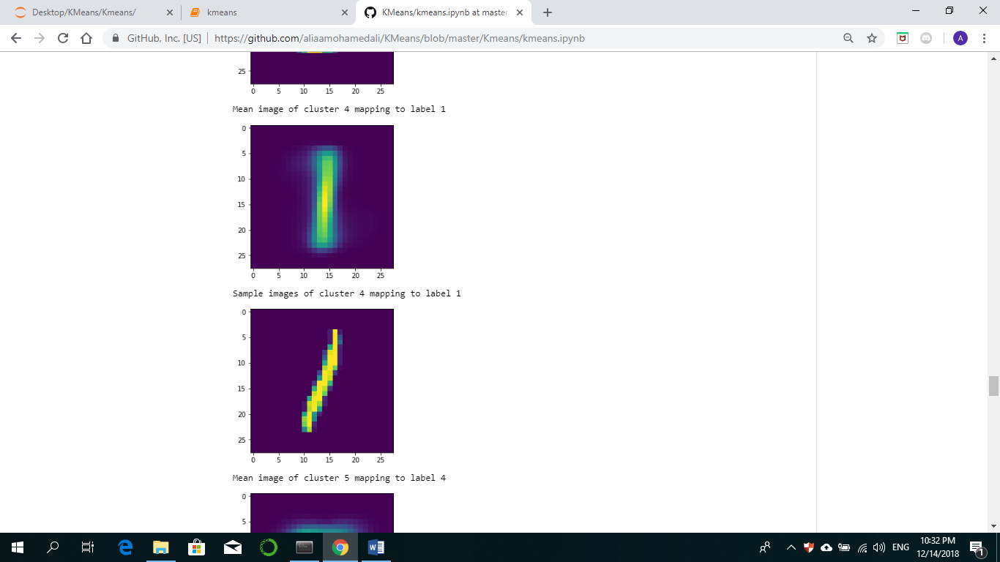 Desktop/KMeans/Kmeans/
kmeans
KMeans/kmeans.ipynb at master
GitHub, Inc. [US]
https://github.com/aliaamohamedali/KMeans/blob/master/Kmeans/kmeans.ipynb
A
25
0 5 10 15 20 25
Mean image of cluster 4 mapping to label 1
0
5
10
15
20
25
0 5 10 15 20 25
Sample images of cluster 4 mapping to label 1
0
5
10
15
20
25
0 5 10 15 20 25
Mean image of cluster 5 mapping to label 4
0
5
ENG
10:32 PM
12/14/2018
1